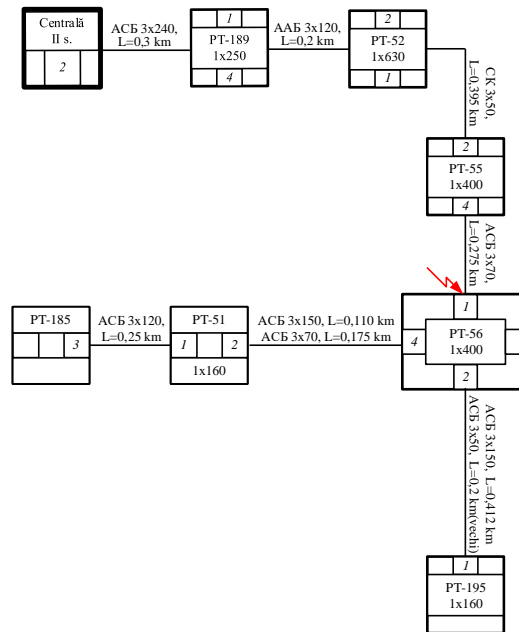 Centrală
II s.
2
АСБ 3x240,
L=0,3 km
1
PT-189
1x250
4
ААБ 3x120,
L=0,2 km
2
PT-52
1x630
1
СК 3x50,
L=0,395 km
2
PT-55
1x400
4
АСБ 3x70,
L=0,275 km
PT-185
3
АСБ 3x120,
L=0,25 km
PT-51
1
2
1x160
АСБ 3x150, L=0,110 km
АСБ 3x70, L=0,175 km
1
4
PT-56
1x400
2
АСБ 3x150, L=0,412 km
АСБ 3x50, L=0,2 km(vechi)
1
PT-195
1x160